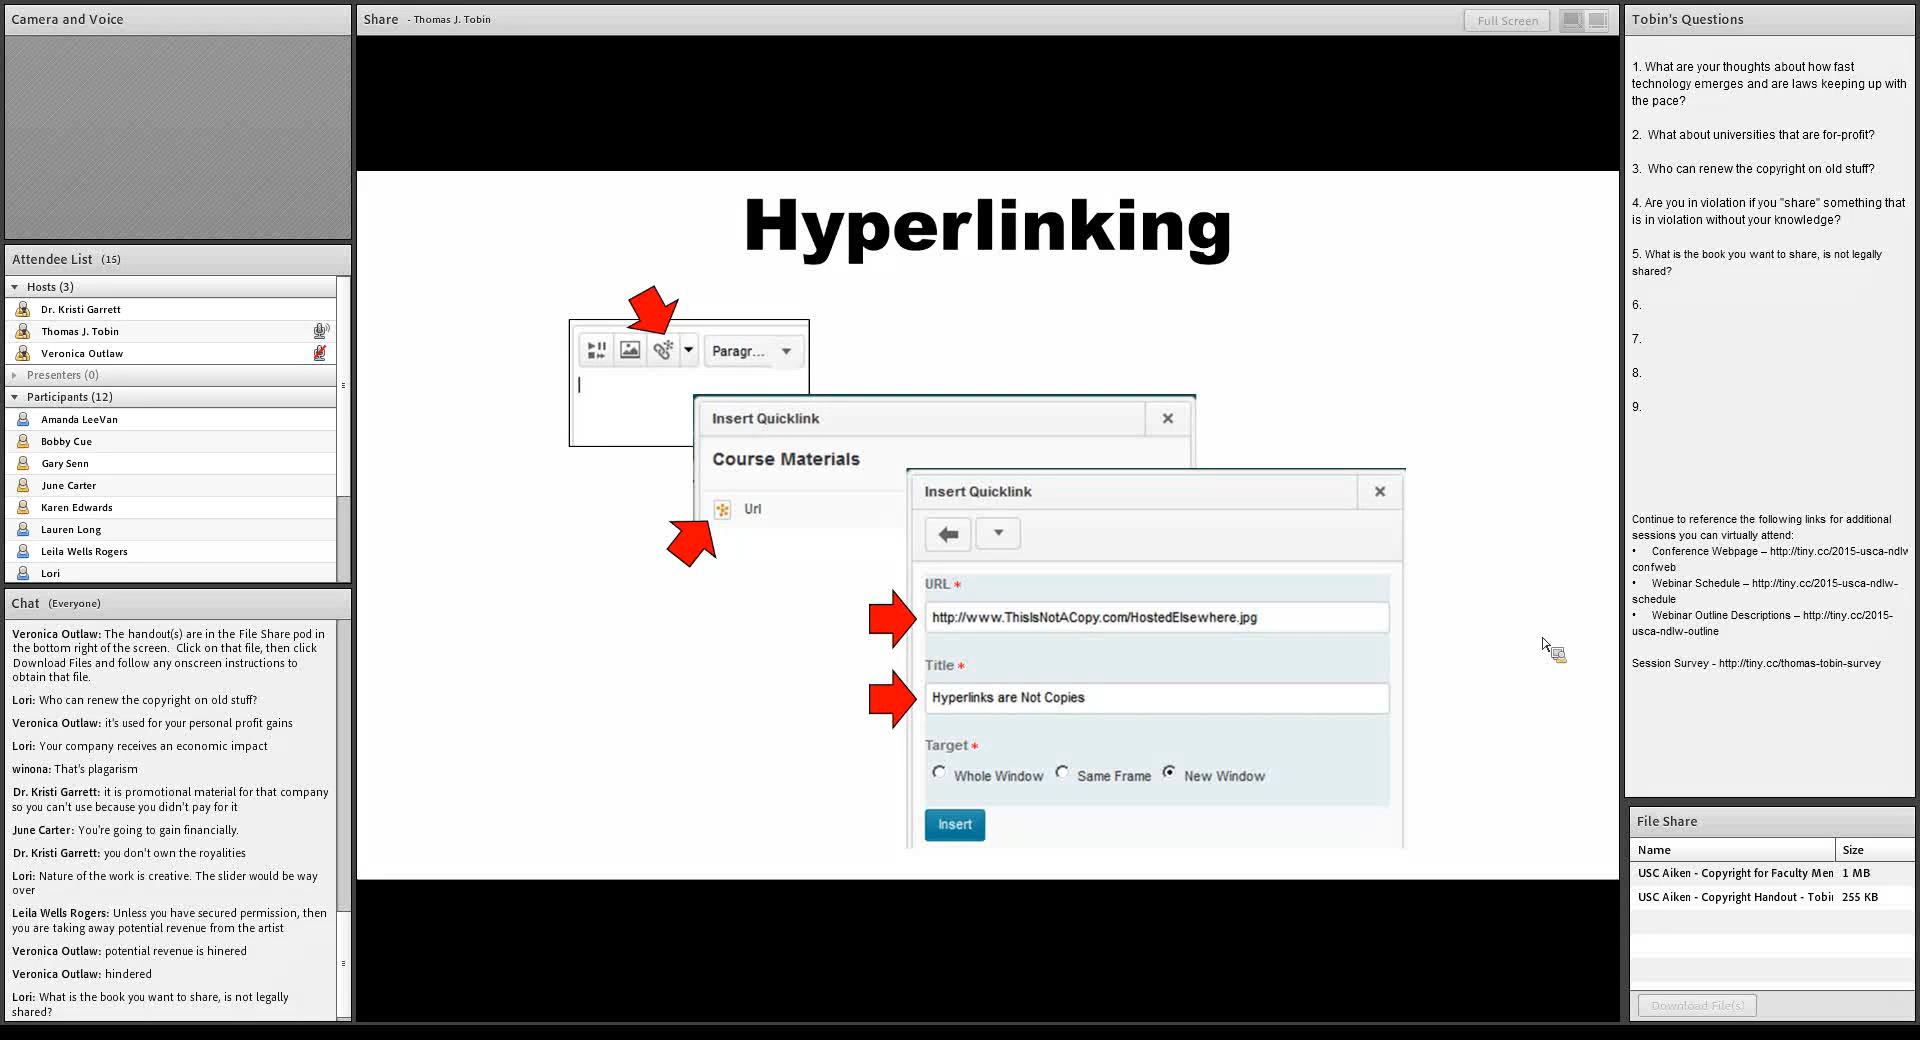 Camera and Voice
Attendee List (15)
Hosts (3)
Dr. Kristi Garrett
Thomas J. Tobin
Veronica Outlaw
Presenters (0)
Participants (12)
Amanda LeeVan
Bobby Cue
Gary Senn
June Carter
Karen Edwards
Lauren Long
Leila Wells Rogers
Lori
Chat (Everyone)
Veronica Outlaw: The handout(s) are in the File Share pod in
the bottom right of the screen. Click on that file, then click
Download Files and follow any onscreen instructions to
obtain that file.
Lori: Who can renew the copyright on old stuff?
Veronica Outlaw: it's used for your personal profit gains
Lori: Your company receives an economic impact
winona: That's plagarism
Dr. Kristi Garrett: it is promotional material for that company
so you can't use because you didn't pay for it
June Carter: You're going to gain financially.
Dr. Kristi Garrett: you don't own the royalities
Lori: Nature of the work is creative. The slider would be way
over
Leila Wells Rogers: Unless you have secured permission, then
you are taking away potential revenue from the artist
Veronica Outlaw: potential revenue is hinered
Veronica Outlaw: hindered
Lori: What is the book you want to share, is not legally
shared?
Share - Thomas J. Tobin
Full Screen
Hyperlinking
Paragr...
Insert Quicklink
Course Materials
Url
Insert Quicklink
URL *
http://www.ThisIsNotACopy.com/HostedElsewhere.jpg
Title *
Hyperlinks are Not Copies
Target *
Whole Window Same Frame New Window
Insert
Tobin's Questions
1. What are your thoughts about how fast
technology emerges and are laws keeping up with
the pace?
2. What about universities that are for-profit?
3. Who can renew the copyright on old stuff?
4. Are you in violation if you "share" something that
is in violation without your knowledge?
5. What is the book you want to share, is not legally
shared?
6.
7.
8.
9.
Continue to reference the following links for additional
sessions you can virtually attend:
• Conference Webpage – http://tiny.cc/2015-usca-ndlw-
confweb
• Webinar Schedule – http://tiny.cc/2015-usca-ndlw-
schedule
• Webinar Outline Descriptions – http://tiny.cc/2015-
usca-ndlw-outline
Session Survey - http://tiny.cc/thomas-tobin-survey
File Share
Name Size
USC Aiken - Copyright for Faculty Men 1 MB
USC Aiken - Copyright Handout - Tobin 255 KB
Download File(s)